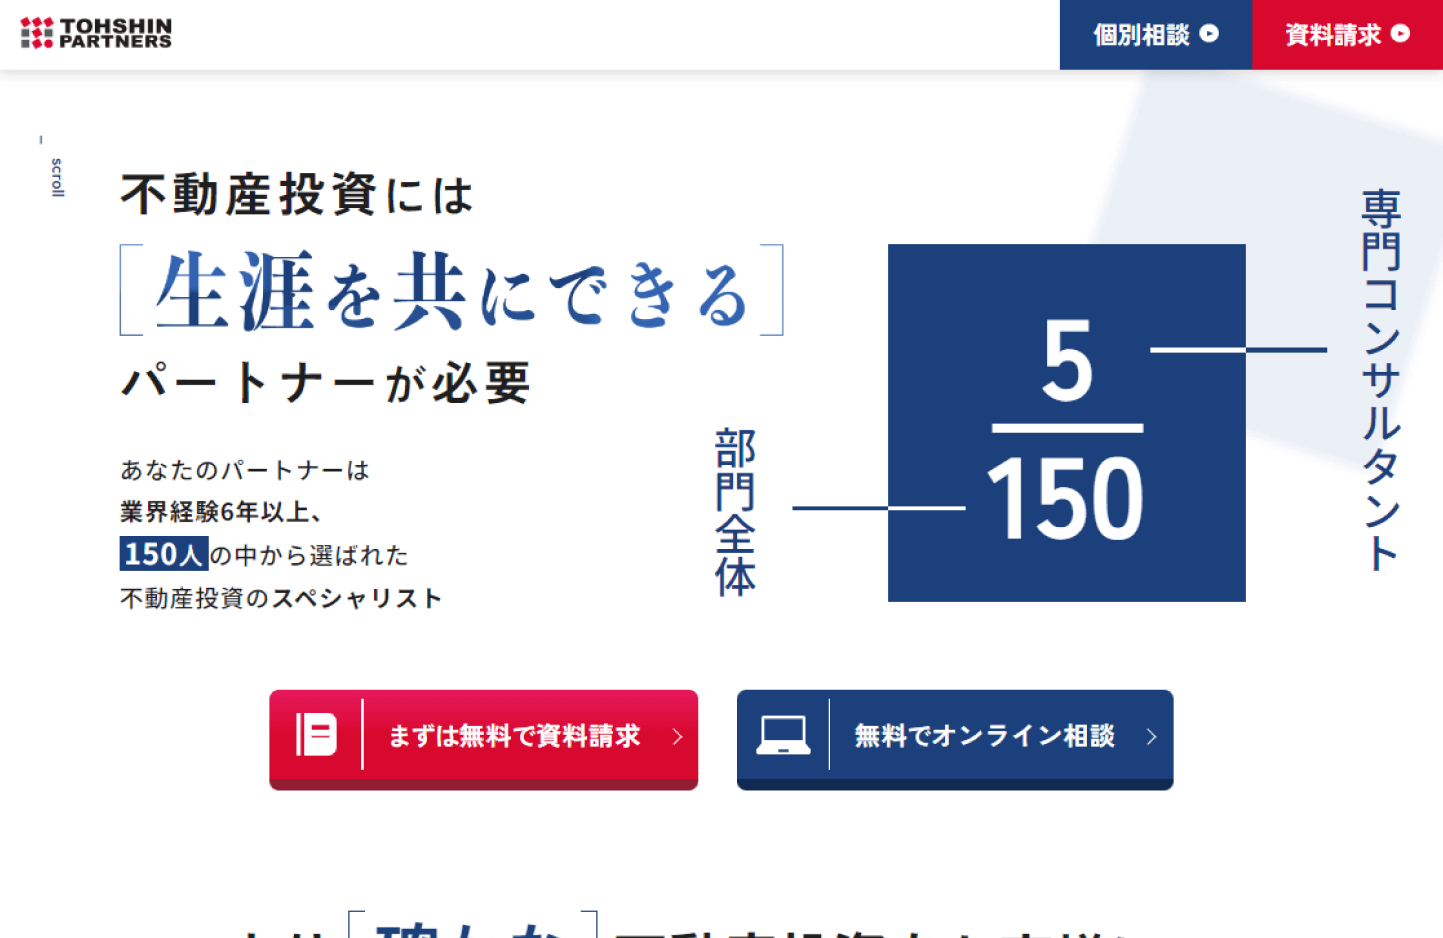 TOHSHIN
PARTNERS
個別相談
資料請求
scroll
不動産投資には
生涯を共にできる
パートナーが必要
あなたのパートナーは
業界経験6年以上、
150人の中から選ばれた
不動産投資のスペシャリスト
専門コンサルタント
5
150
部門全体
まずは無料で資料請求
無料でオンライン相談